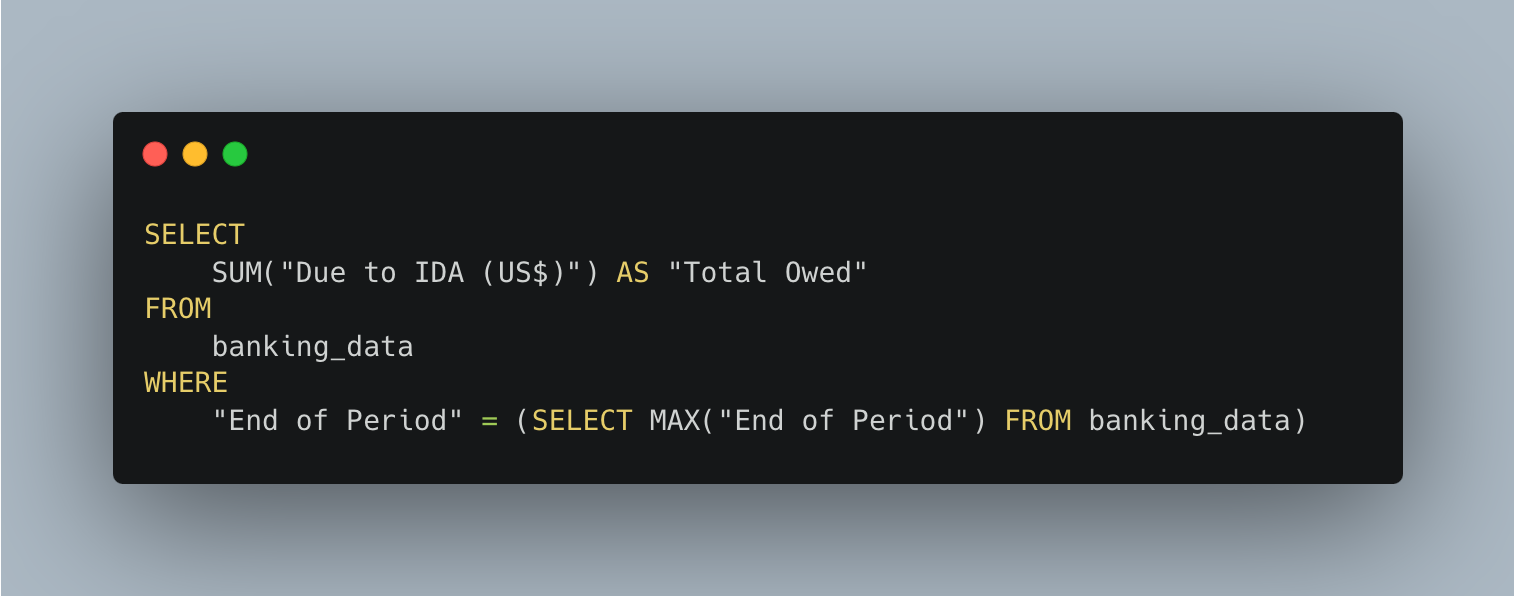 SELECT
    SUM("Due to IDA (US$)") AS "Total Owed"
FROM
    banking_data
WHERE
    "End of Period" = (SELECT MAX("End of Period") FROM banking_data)